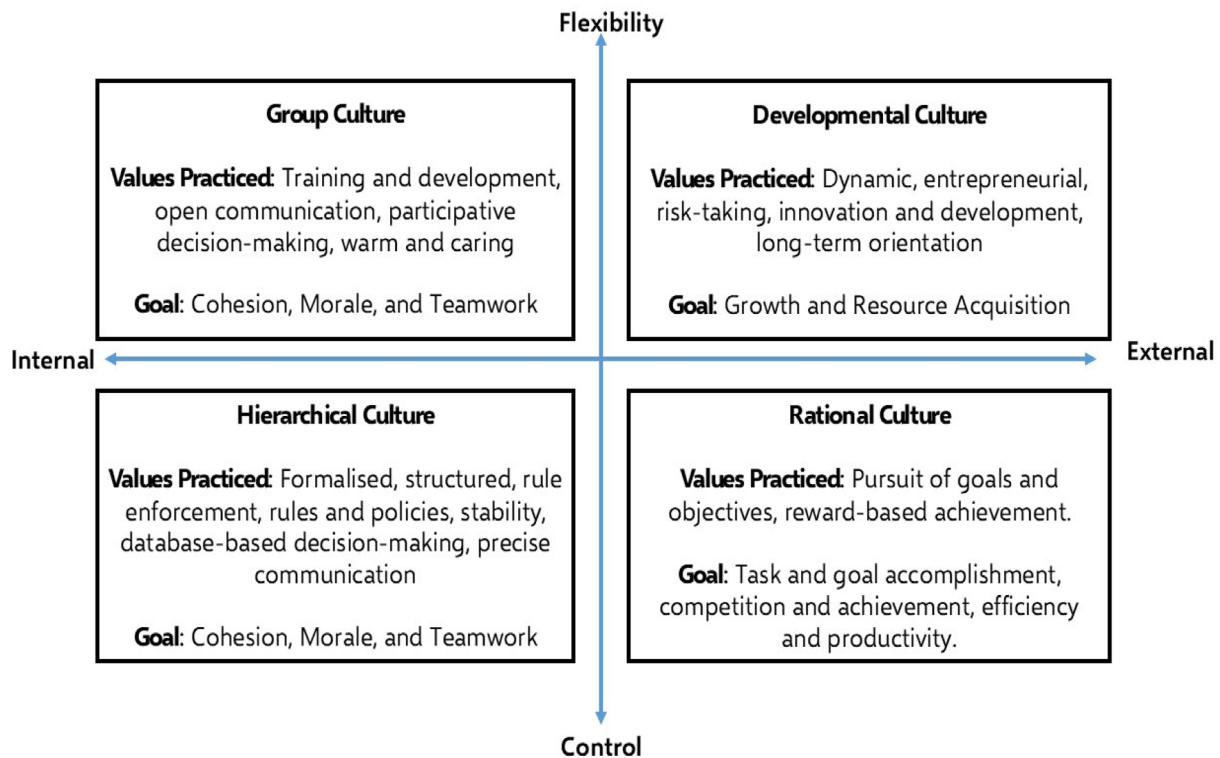 Flexibility
Group Culture
Values Practiced: Training and development,
open communication, participative
decision-making, warm and caring
Goal: Cohesion, Morale, and Teamwork
Developmental Culture
Values Practiced: Dynamic, entrepreneurial,
risk-taking, innovation and development,
long-term orientation
Goal: Growth and Resource Acquisition
Internal
External
Hierarchical Culture
Values Practiced: Formalised, structured, rule
enforcement, rules and policies, stability,
database-based decision-making, precise
communication
Goal: Cohesion, Morale, and Teamwork
Rational Culture
Values Practiced: Pursuit of goals and
objectives, reward-based achievement.
Goal: Task and goal accomplishment,
competition and achievement, efficiency
and productivity.
Control